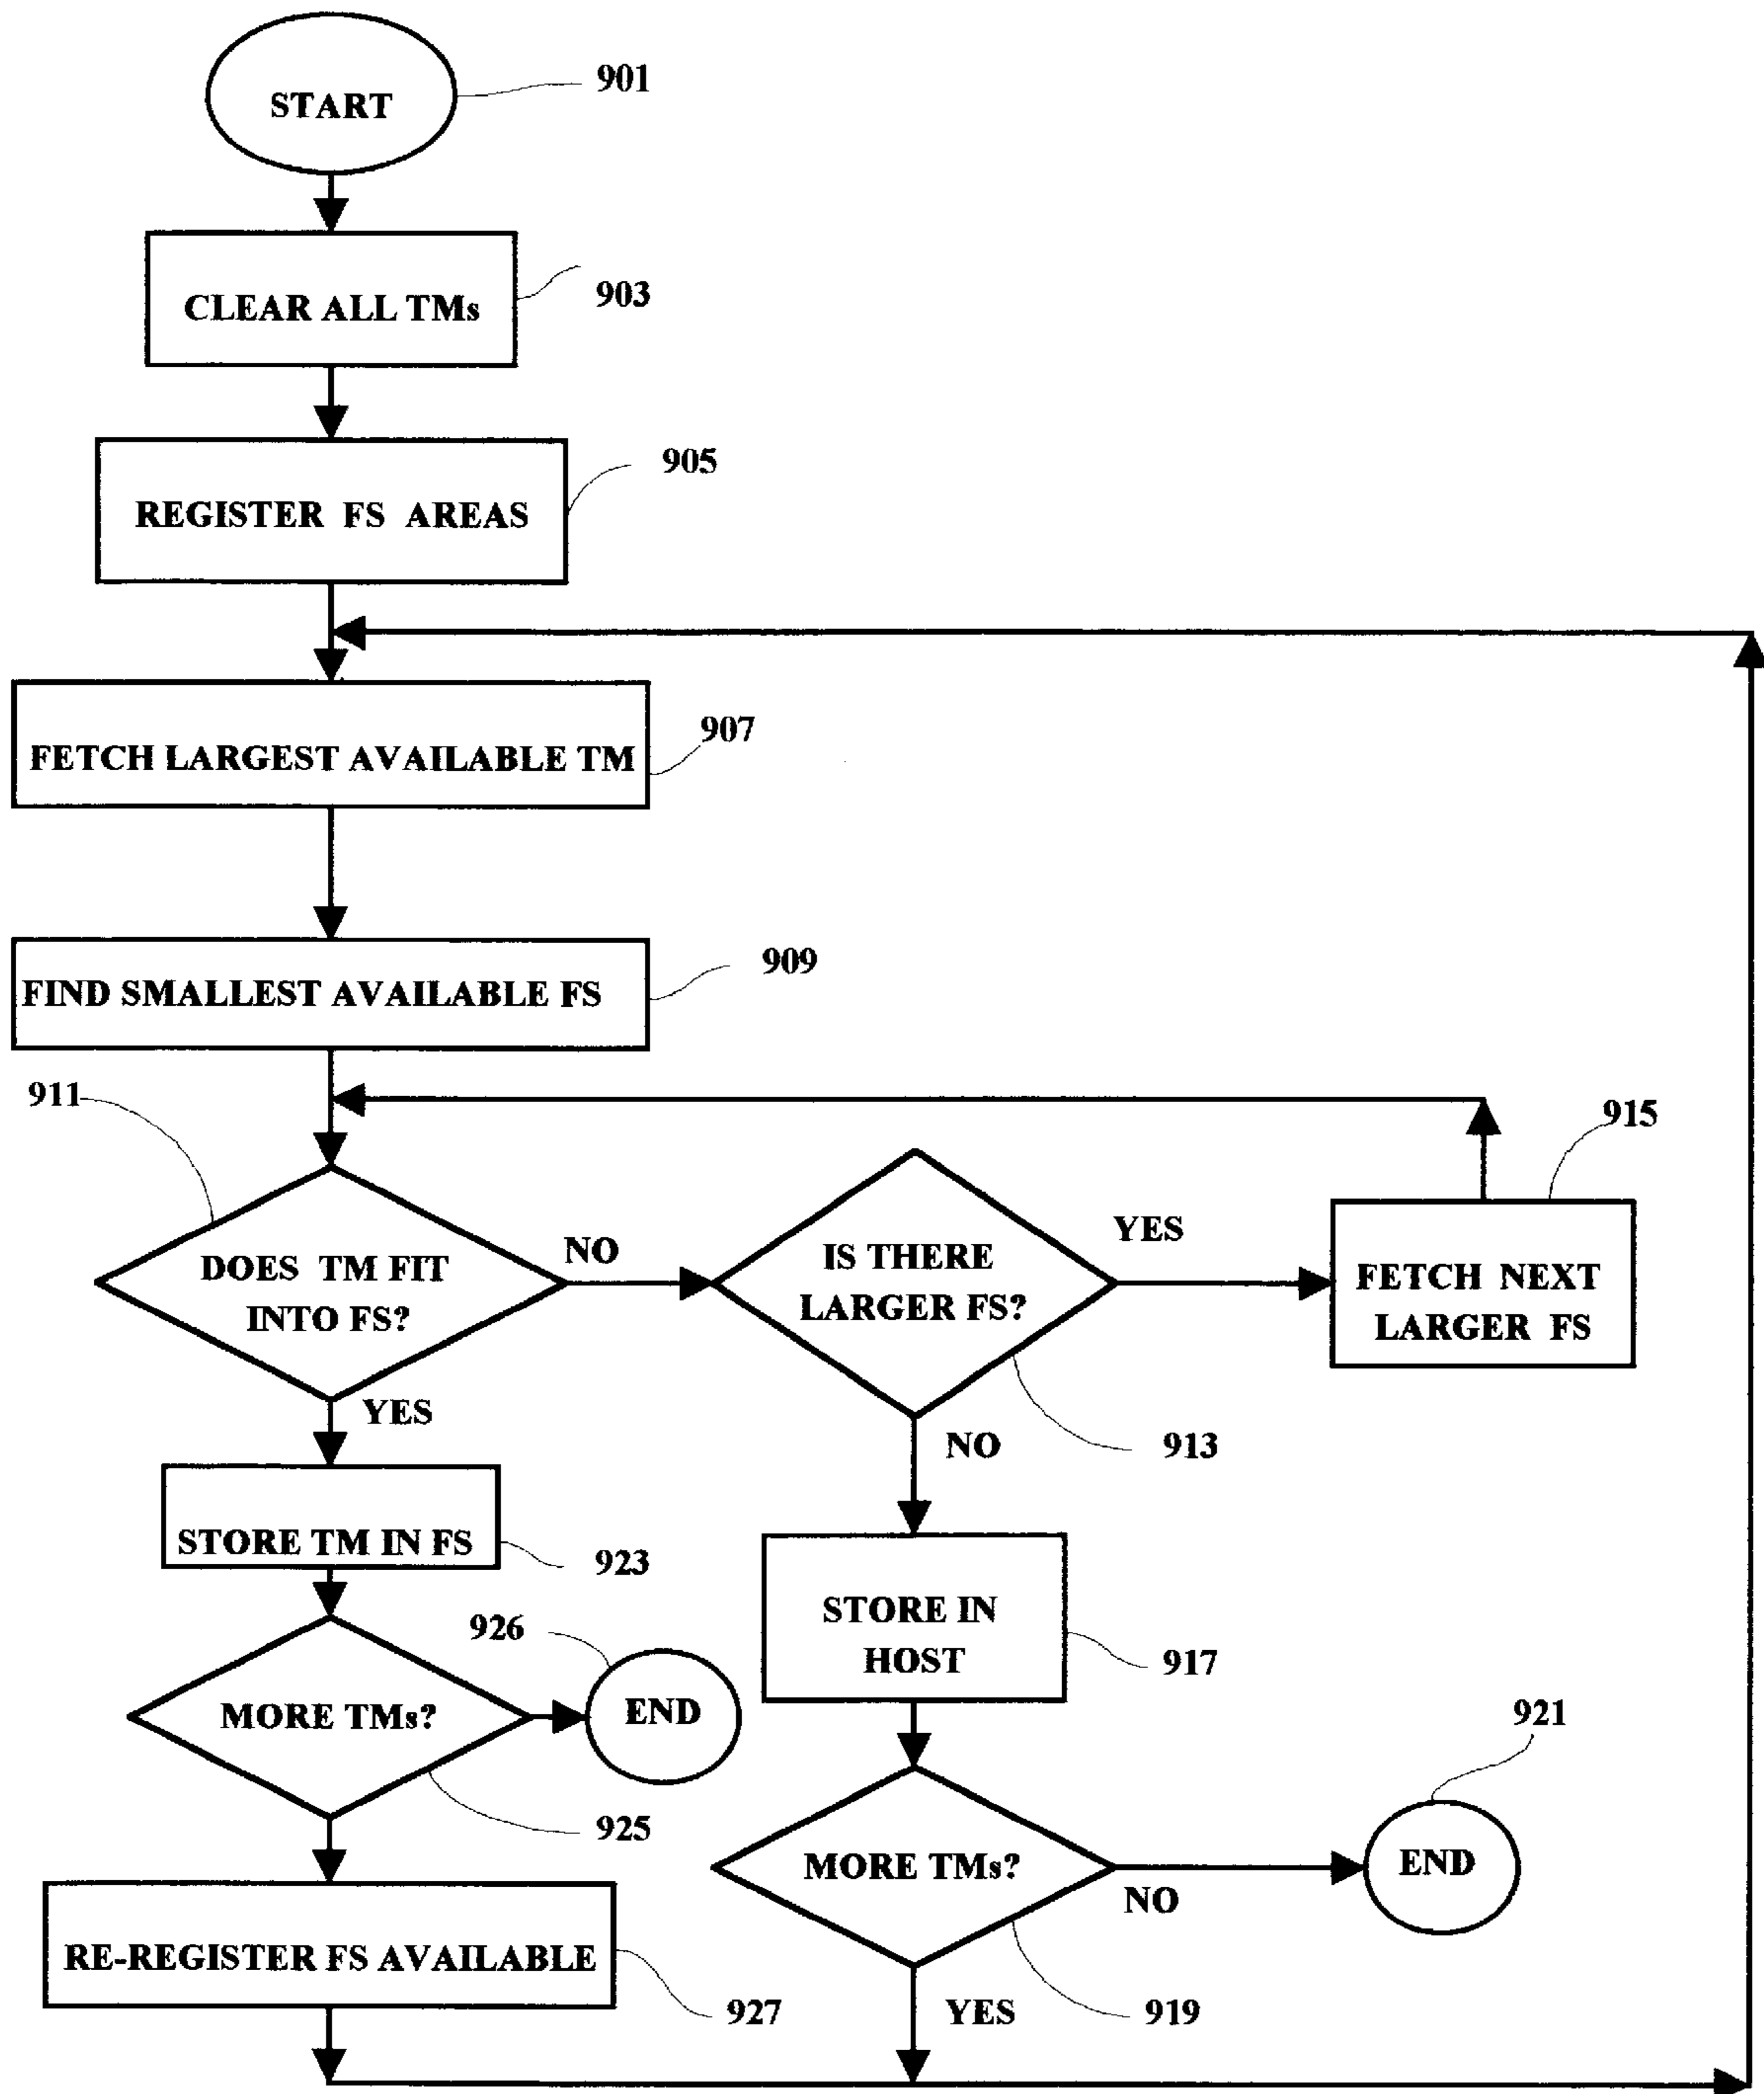 START
901
CLEAR ALL TMs
903
REGISTER FS AREAS
905
FETCH LARGEST AVAILABLE TM
907
FIND SMALLEST AVAILABLE FS
909
911
DOES TM FIT
INTO FS?
NO
YES
IS THERE
LARGER FS?
YES
NO
913
915
FETCH NEXT
LARGER FS
STORE TM IN FS
923
STORE IN
HOST
917
926
MORE TMs?
END
925
921
MORE TMs?
NO
END
YES
919
RE-REGISTER FS AVAILABLE
927